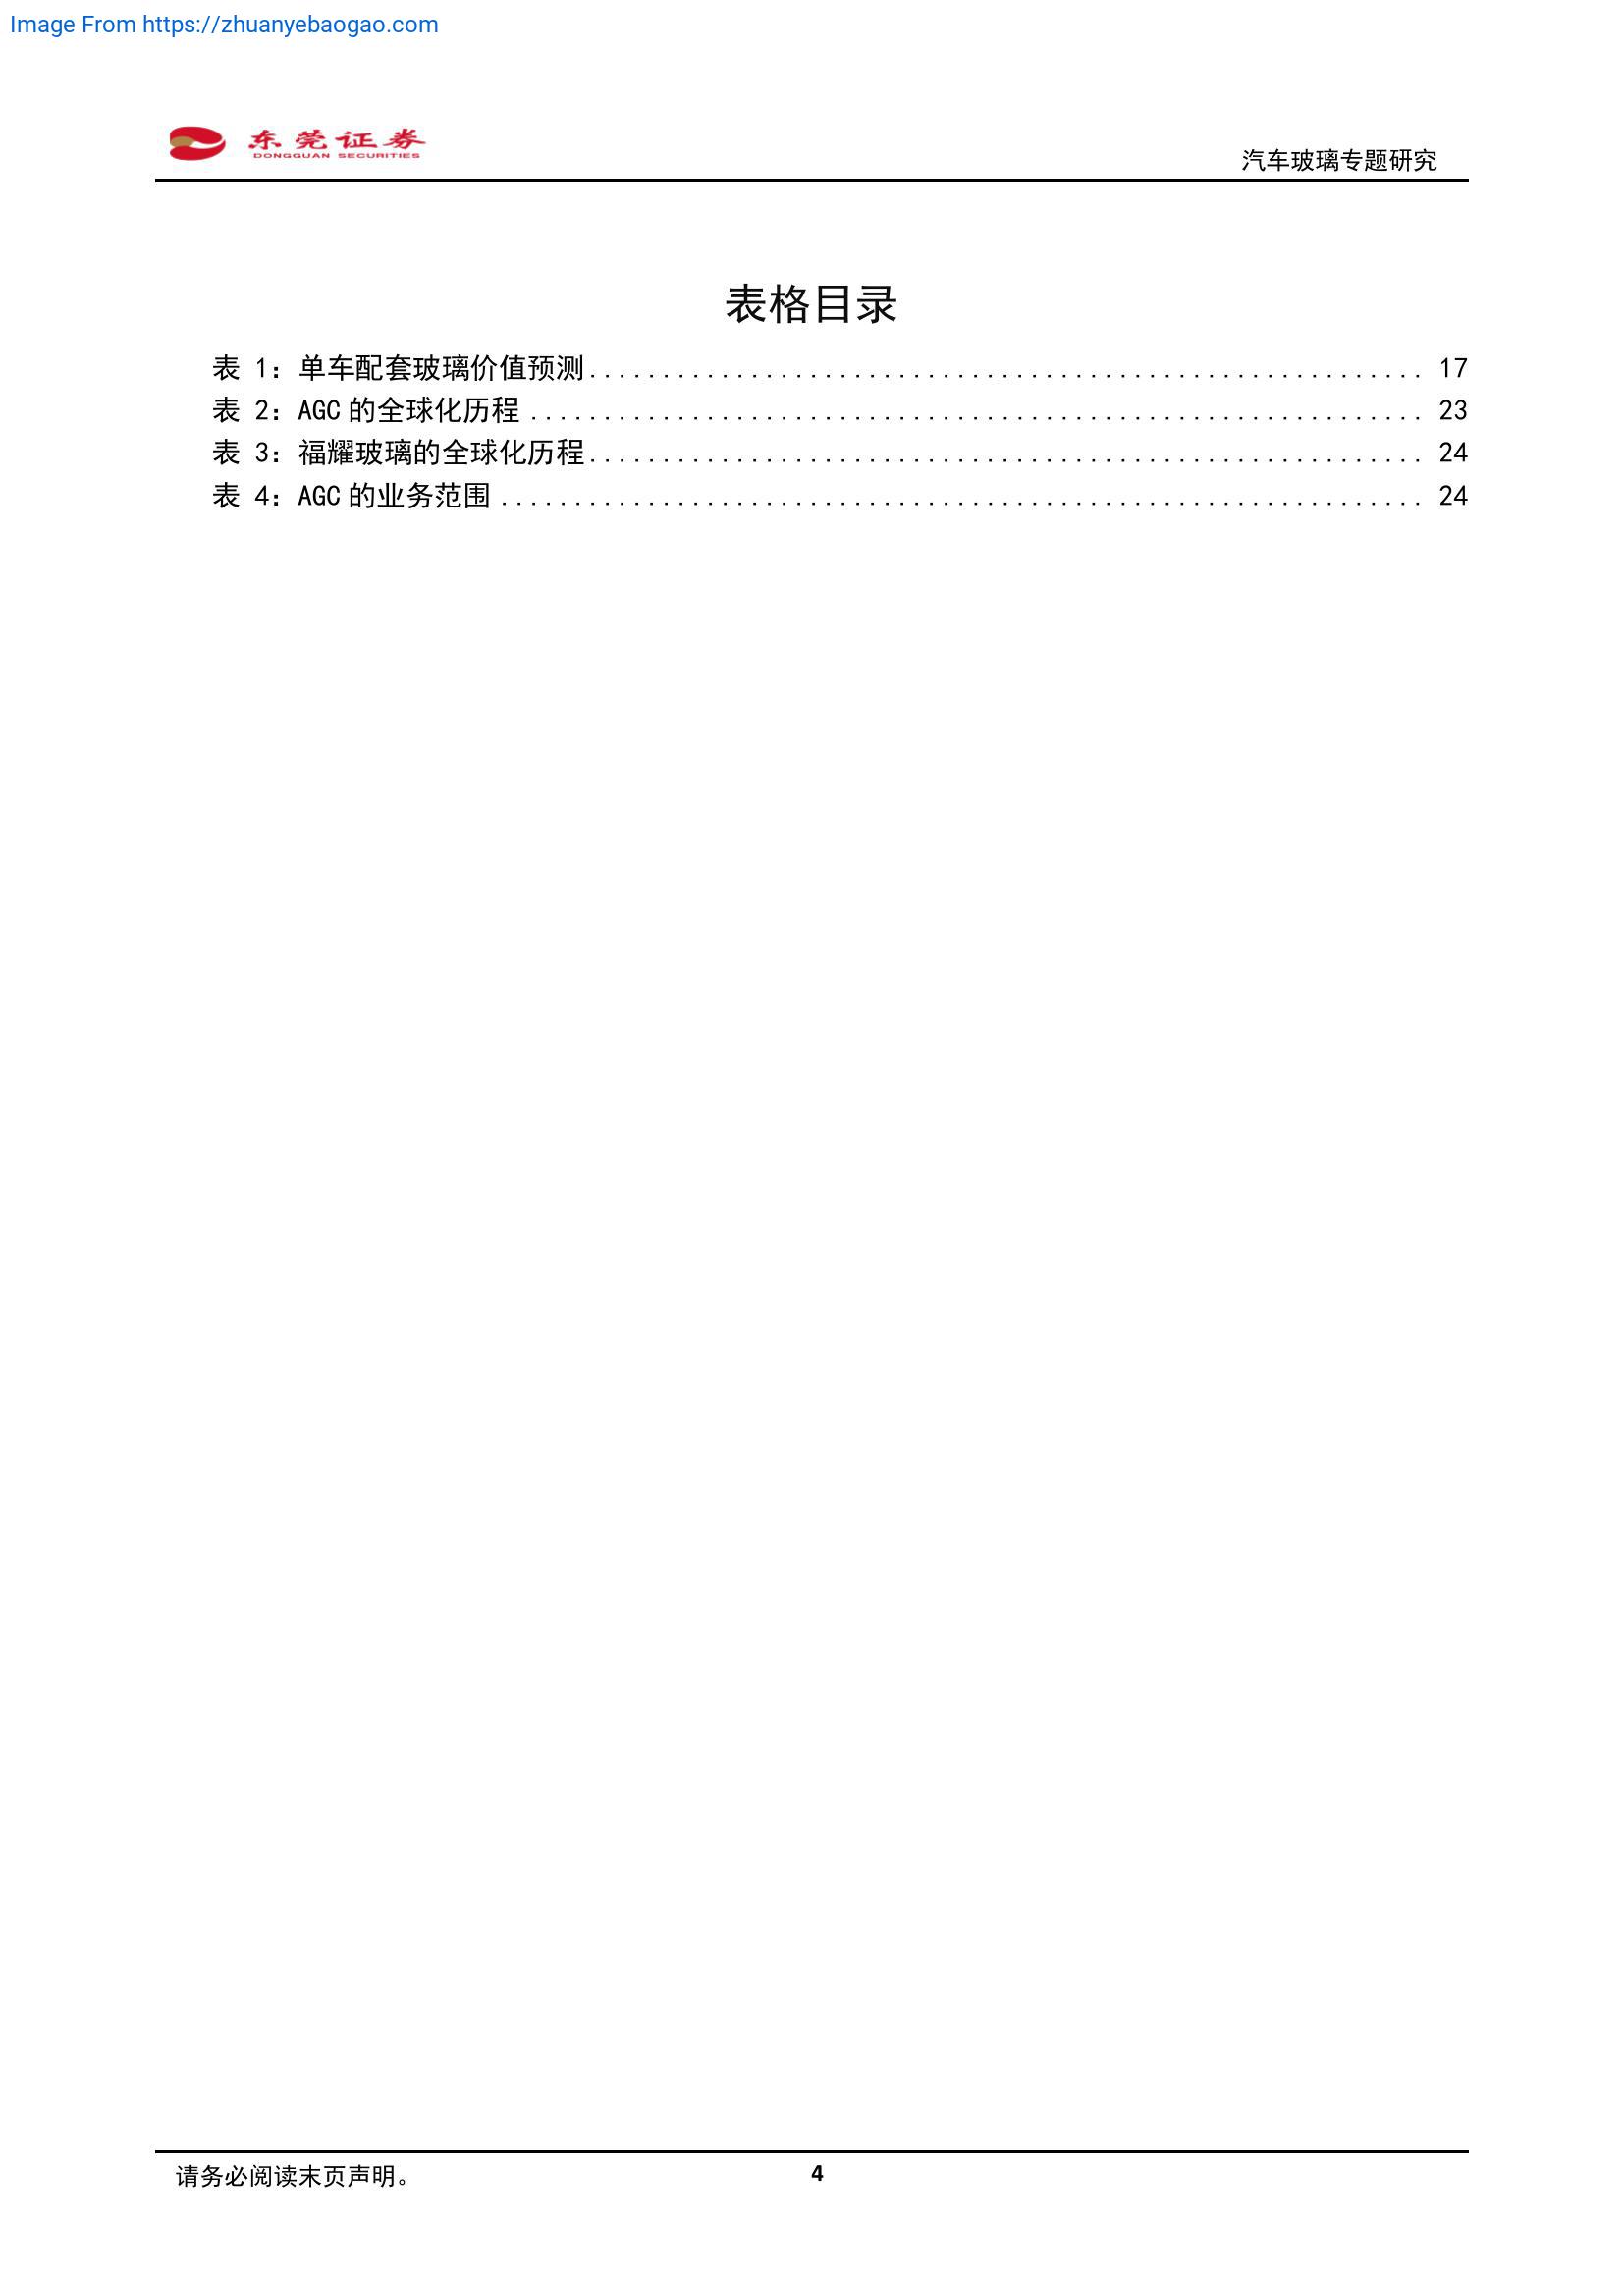 Image From https://zhuanyebaogao.com
东莞证券
DONGGUAN SECURITIES
汽车玻璃专题研究
表格目录
表 1：单车配套玻璃价值预测......................................................... 17
表 2：AGC 的全球化历程 ............................................................. 23
表 3：福耀玻璃的全球化历程......................................................... 24
表 4：AGC 的业务范围 ............................................................... 24
请务必阅读末页声明。
4